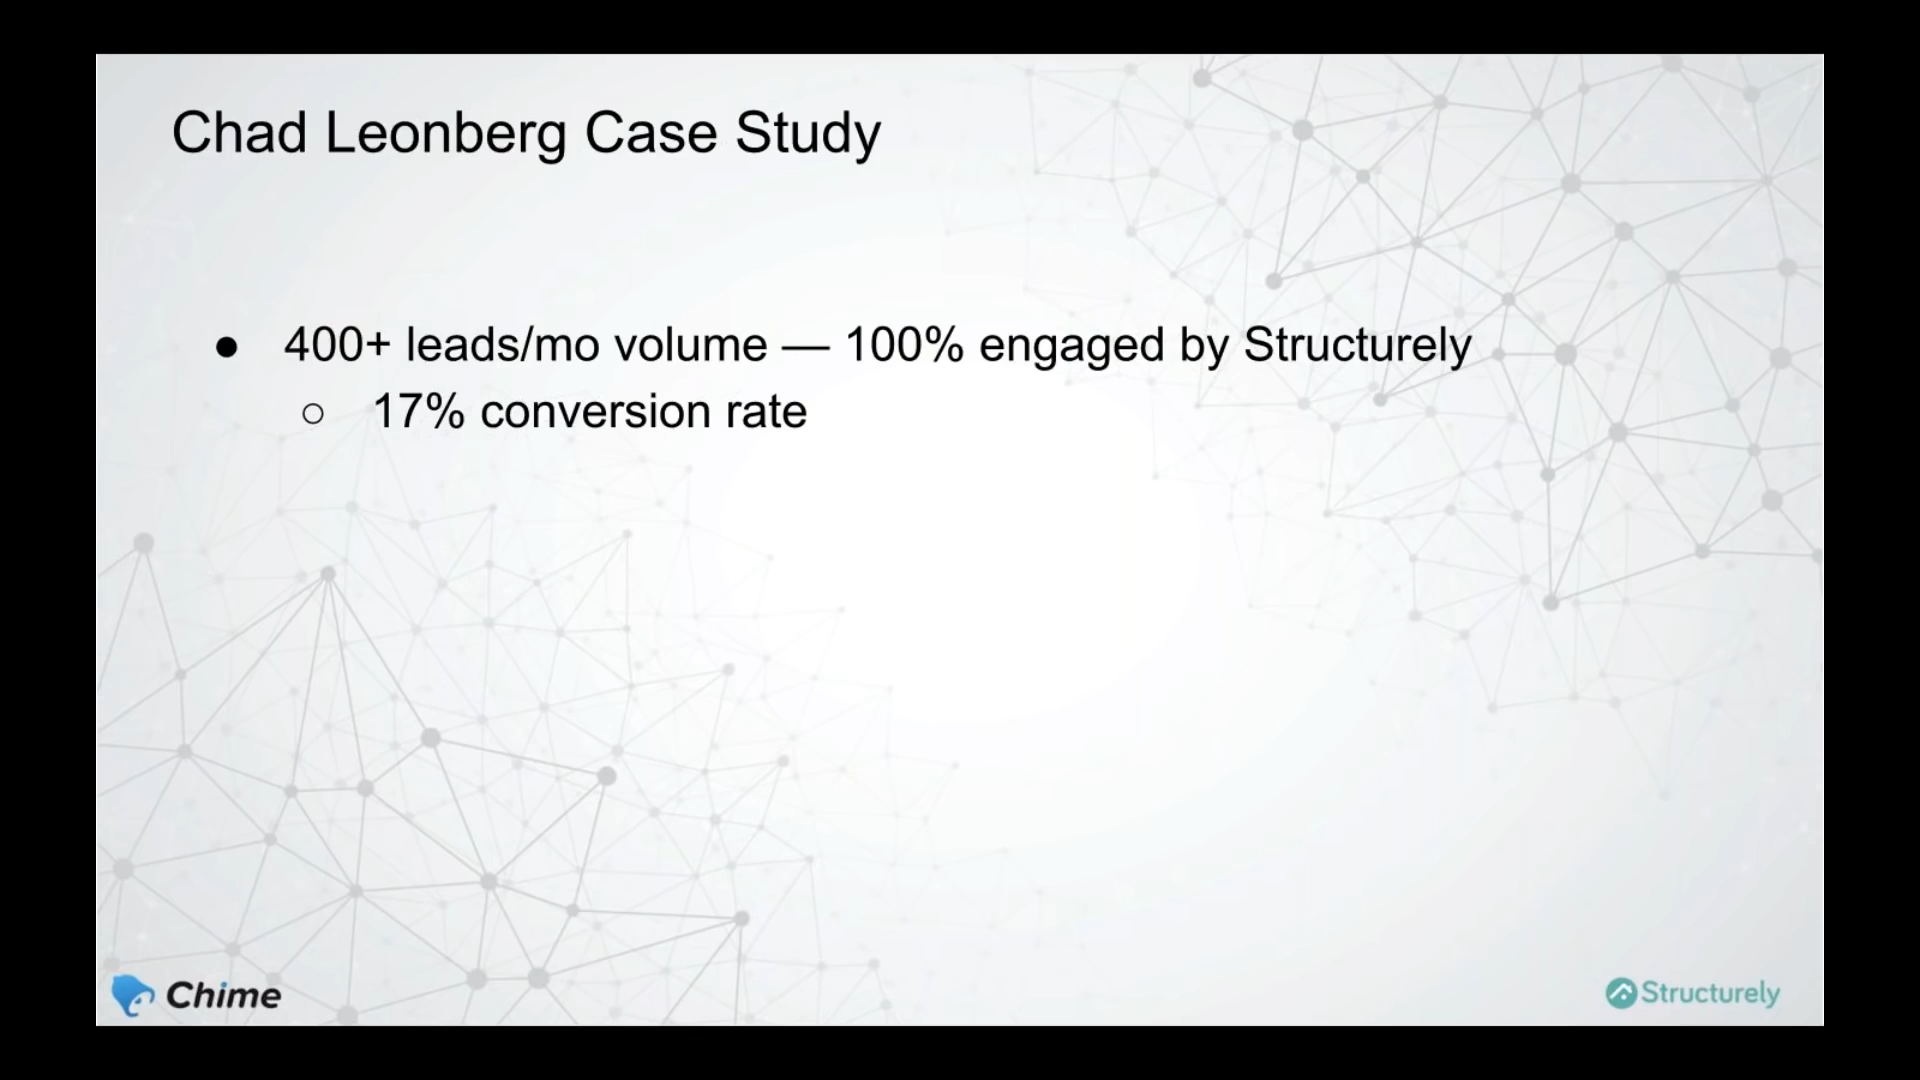 Chad Leonberg Case Study
● 400+ leads/mo volume — 100% engaged by Structurely
○ 17% conversion rate
Chime
Structurely